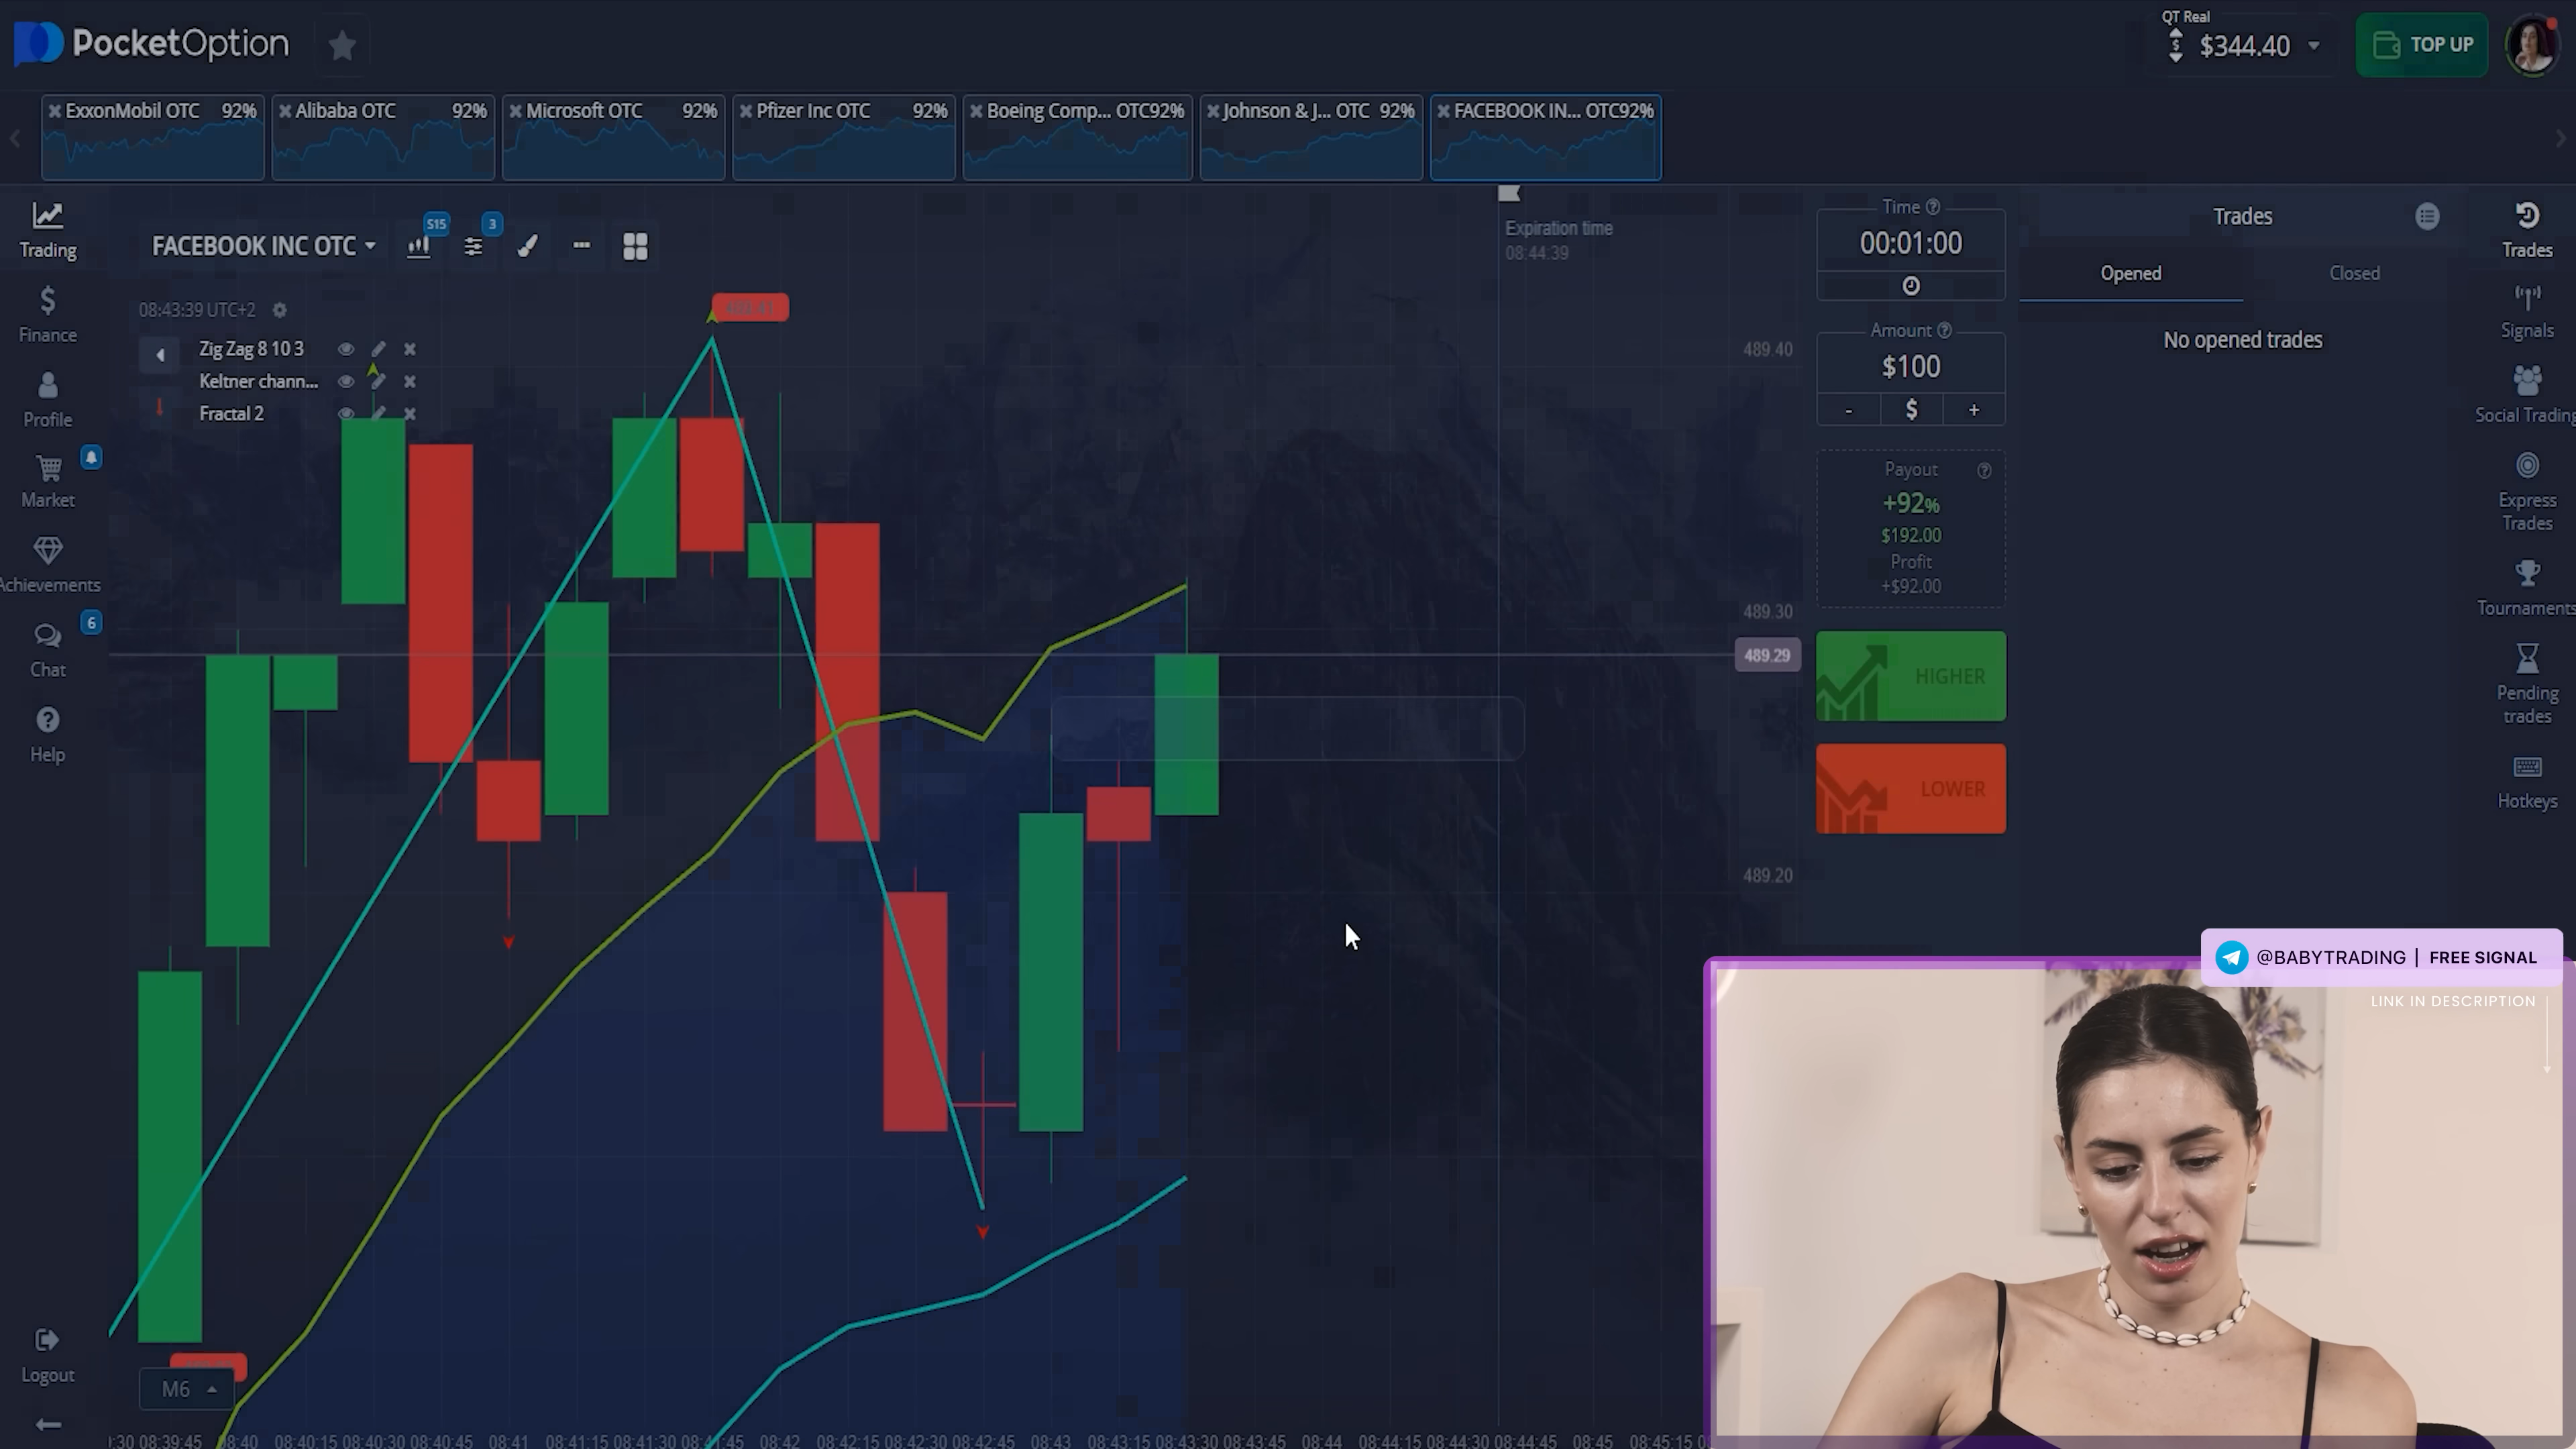 PocketOption
QT Real
$344.40
TOP UP
ExxonMobil OTC 92%
Alibaba OTC 92%
Microsoft OTC 92%
Pfizer Inc OTC 92%
Boeing Comp... OTC92%
Johnson & J... OTC 92%
FACEBOOK IN... OTC92%
Trading
Finance
Profile
Market
Achievements
6
Chat
Help
Logout
FACEBOOK INC OTC
S15
3
08:43:39 UTC+2
Zig Zag 8 10 3
Keltner chann...
Fractal 2
Expiration time
08:44:39
489.40
489.30
489.29
489.20
M6
:30 08:39:45 08:40 08:40:15 08:40:30 08:40:45 08:41 08:41:15 08:41:30 08:41:45 08:42 08:42:15 08:42:30 08:42:45 08:43 08:43:15 08:43:30 08:43:45 08:44 08:44:15 08:44:30 08:44:45 08:45 08:45:15
Time
00:01:00
Amount
$100
- $ +
Payout
+92%
$192.00
Profit
+$92.00
HIGHER
LOWER
Trades
Opened Closed
No opened trades
Trades
Signals
Social Trading
Express
Trades
Tournaments
Pending
trades
Hotkeys
@BABYTRADING | FREE SIGNAL
LINK IN DESCRIPTION